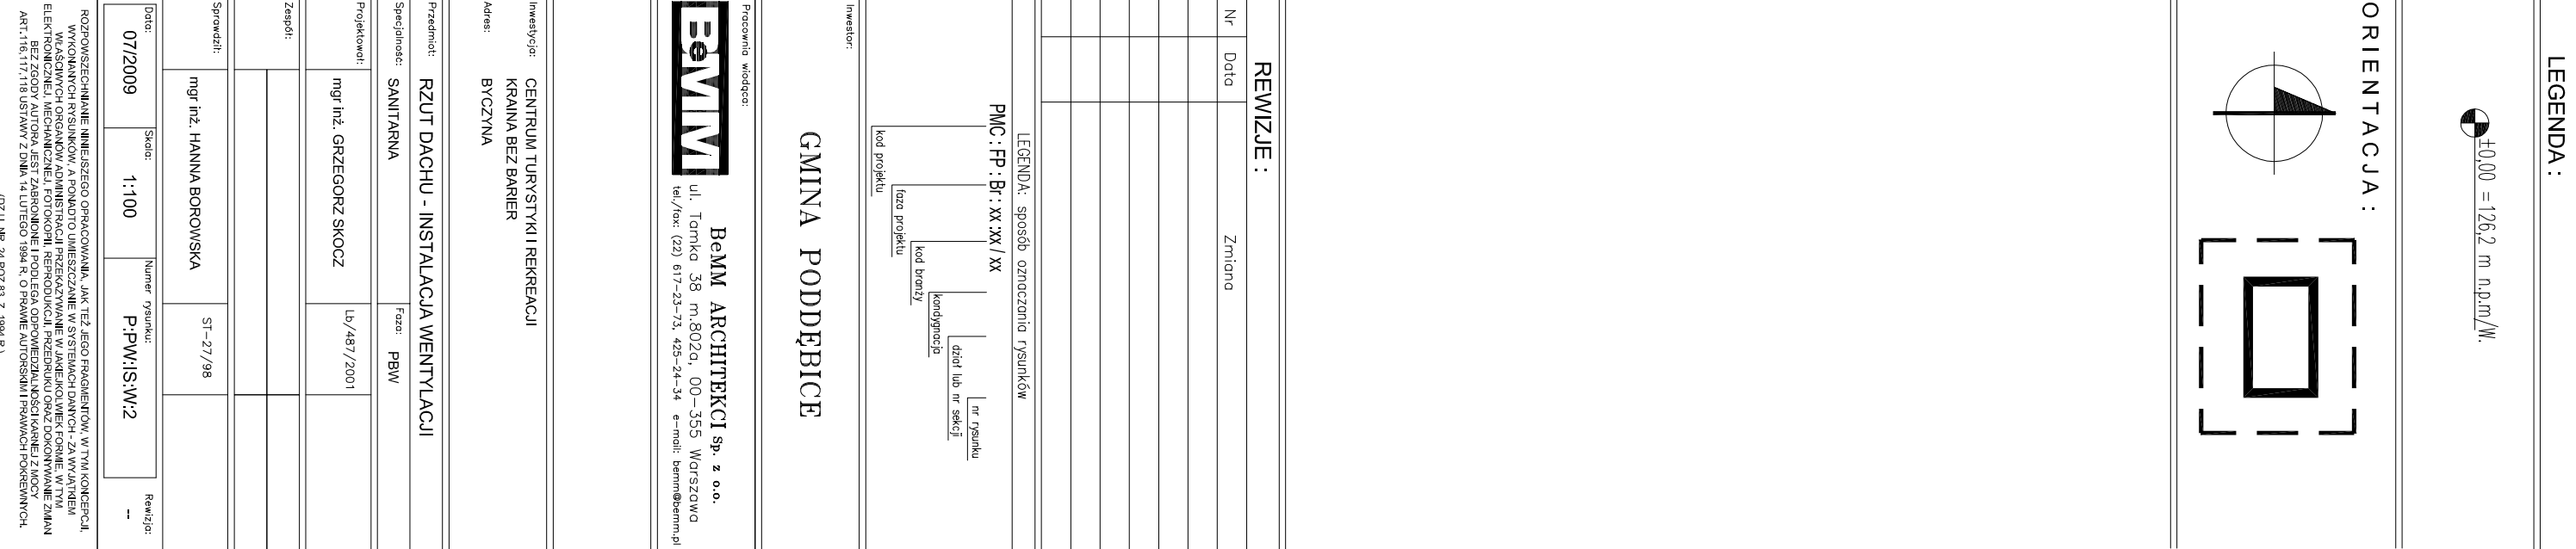 LEGENDA :
±0,00 = 126,2 m n.p.m/W.
ORIENTACJA :
REWIZJE :
Nr Data Zmiana
LEGENDA: sposób oznaczania rysunków
PMC : FP : Br : xx :xx / xx
nr rysunku
dział lub nr sekcji
kondygnacja
kod branży
faza projektu
kod projektu
Inwestor:
GMINA PODDĘBICE
Pracownia wiodąca:
BeMM
BeMM ARCHITEKCI sp. z o.o.
ul. Tamka 38 m.802a, 00-355 Warszawa
tel./fax: (22) 617-23-73, 425-24-34 e-mail: bemm@bemm.pl
Inwestycja: CENTRUM TURYSTYKI I REKREACJI
KRAINA BEZ BARIER
Adres: BYCZYNA
Przedmiot: RZUT DACHU - INSTALACJA WENTYLACJI
Specjalność: SANITARNA Faza: PBW
Projektował: mgr inż. GRZEGORZ SKOCZ Lb/487/2001
Zespół:
Sprawdził: mgr inż. HANNA BOROWSKA ST-27/98
Data: Skala: Numer rysunku: Rewizja:
07/2009 1:100 P:PW:IS:W:2 --
ROZPOWSZECHNIANIE NINIEJSZEGO OPRACOWANIA, JAK TEŻ JEGO FRAGMENTÓW, W TYM KONCEPCJI,
WYKONANYCH RYSUNKÓW, A PONADTO UMIESZCZANIE W SYSTEMACH DANYCH - ZA WYJĄTKIEM
WŁAŚCIWYCH ORGANÓW ADMINISTRACJI PRZEKAZYWANIE W JAKIEJKOLWIEK FORMIE, W TYM
ELEKTRONICZNEJ, MECHANICZNEJ, FOTOKOPII, REPRODUKCJI, PRZEDRUKU ORAZ DOKONYWANIE ZMIAN
BEZ ZGODY AUTORA JEST ZABRONIONE I PODLEGA ODPOWIEDZIALNOŚCI KARNEJ Z MOCY
ART.116,117,118 USTAWY Z DNIA 14 LUTEGO 1994 R. O PRAWIE AUTORSKIM I PRAWACH POKREWNYCH.
(DZ.U. NR. 24 POZ.83, Z. 1994 R.)